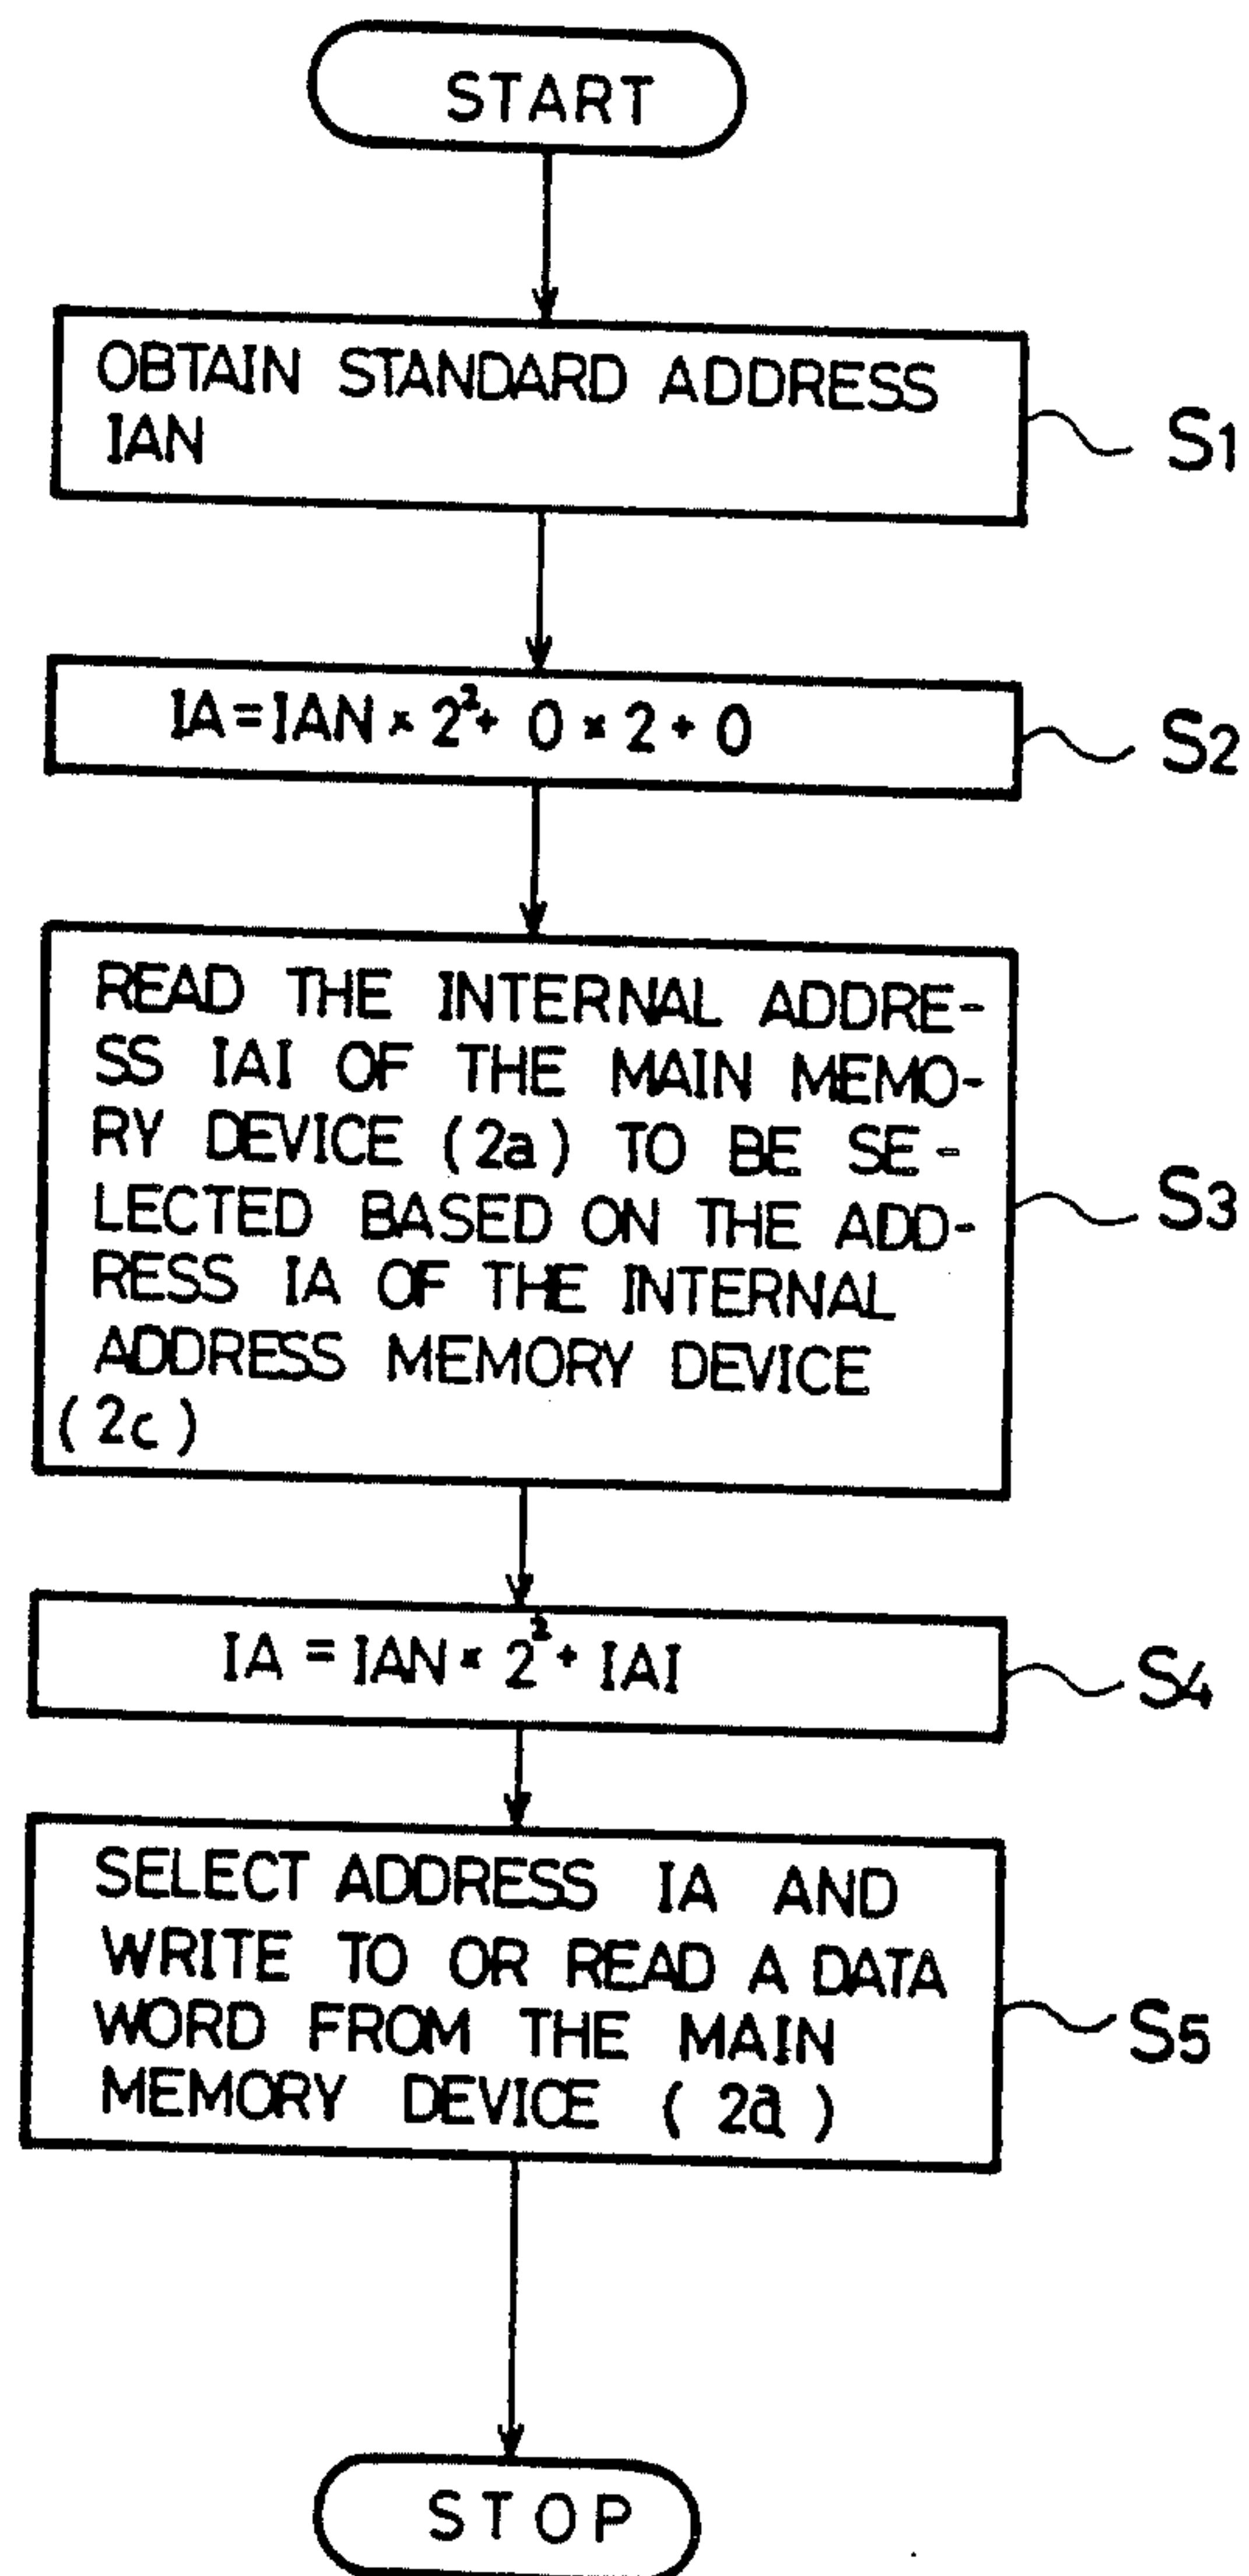 START
OBTAIN STANDARD ADDRESS
IAN
S1
IA=IAN×2²+ 0×2+0
S2
READ THE INTERNAL ADDRE-
SS IAI OF THE MAIN MEMO-
RY DEVICE (2a) TO BE SE-
LECTED BASED ON THE ADD-
RESS IA OF THE INTERNAL
ADDRESS MEMORY DEVICE
(2c)
S3
IA = IAN×2²+ IAI
S4
SELECT ADDRESS IA AND
WRITE TO OR READ A DATA
WORD FROM THE MAIN
MEMORY DEVICE (2a)
S5
STOP